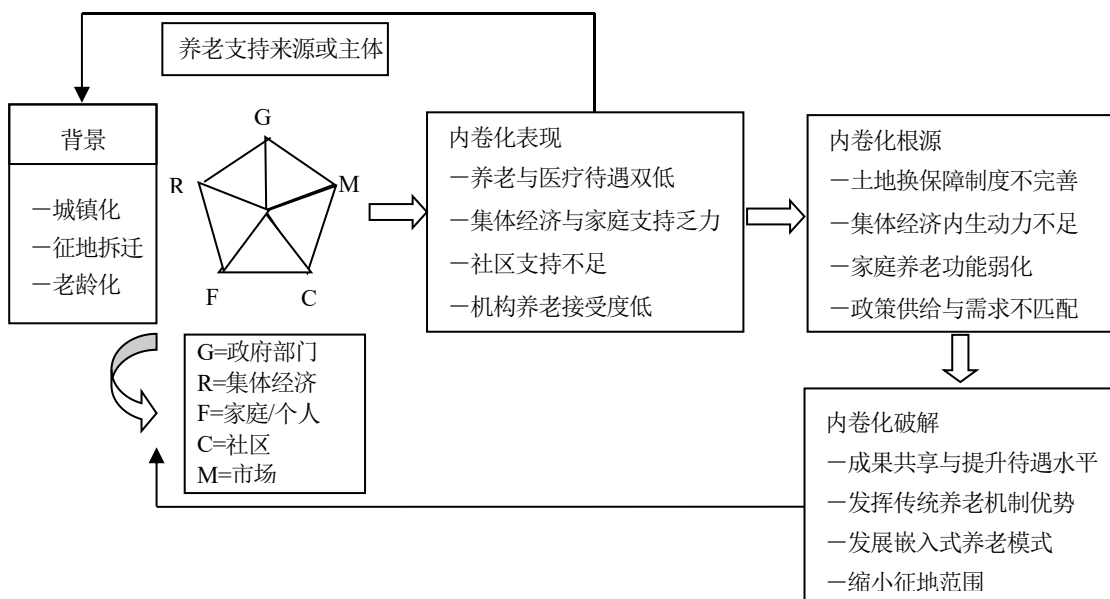 养老支持来源或主体
背景
—城镇化
—征地拆迁
—老龄化
G
R
M
F
C
G=政府部门
R=集体经济
F=家庭/个人
C=社区
M=市场
内卷化表现
—养老与医疗待遇双低
—集体经济与家庭支持乏力
—社区支持不足
—机构养老接受度低
内卷化根源
—土地换保障制度不完善
—集体经济内生动力不足
—家庭养老功能弱化
—政策供给与需求不匹配
内卷化破解
—成果共享与提升待遇水平
—发挥传统养老机制优势
—发展嵌入式养老模式
—缩小征地范围